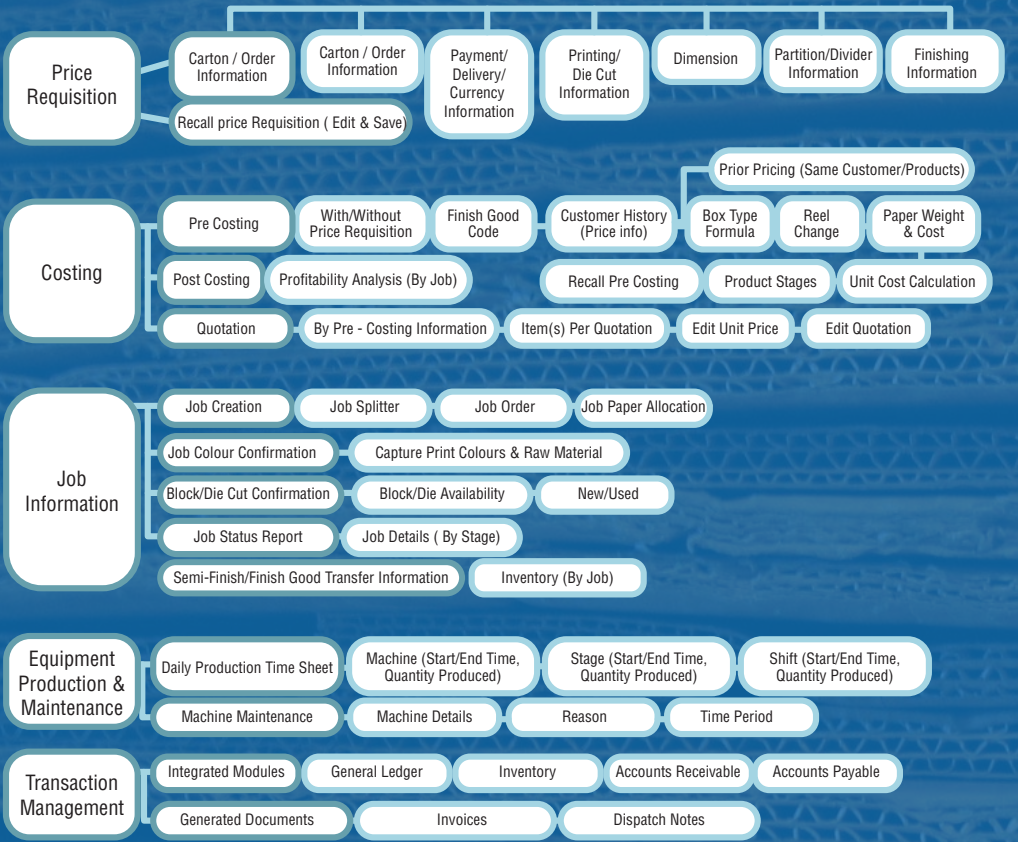 Price
Requisition
Carton / Order
Information
Carton / Order
Information
Payment/
Delivery/
Currency
Information
Printing/
Die Cut
Information
Dimension
Partition/Divider
Information
Finishing
Information
Recall price Requisition ( Edit & Save)
Costing
Pre Costing
With/Without
Price Requisition
Finish Good
Code
Customer History
(Price info)
Prior Pricing (Same Customer/Products)
Box Type
Formula
Reel
Change
Paper Weight
& Cost
Post Costing
Profitability Analysis (By Job)
Recall Pre Costing
Product Stages
Unit Cost Calculation
Quotation
By Pre - Costing Information
Item(s) Per Quotation
Edit Unit Price
Edit Quotation
Job
Information
Job Creation
Job Splitter
Job Order
Job Paper Allocation
Job Colour Confirmation
Capture Print Colours & Raw Material
Block/Die Cut Confirmation
Block/Die Availability
New/Used
Job Status Report
Job Details ( By Stage)
Semi-Finish/Finish Good Transfer Information
Inventory (By Job)
Equipment
Production &
Maintenance
Daily Production Time Sheet
Machine (Start/End Time,
Quantity Produced)
Stage (Start/End Time,
Quantity Produced)
Shift (Start/End Time,
Quantity Produced)
Machine Maintenance
Machine Details
Reason
Time Period
Transaction
Management
Integrated Modules
General Ledger
Inventory
Accounts Receivable
Accounts Payable
Generated Documents
Invoices
Dispatch Notes